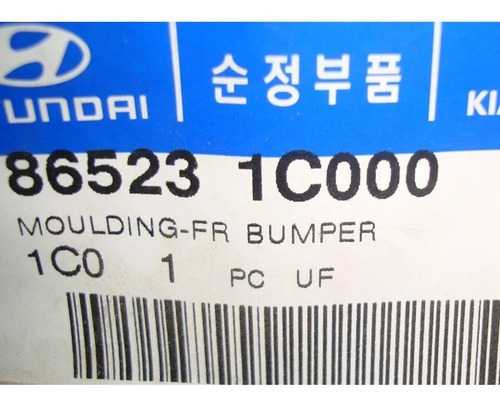 HYUNDAI 순정부품 KIA
86523 1C000
MOULDING-FR BUMPER
1C0 1 PC UF